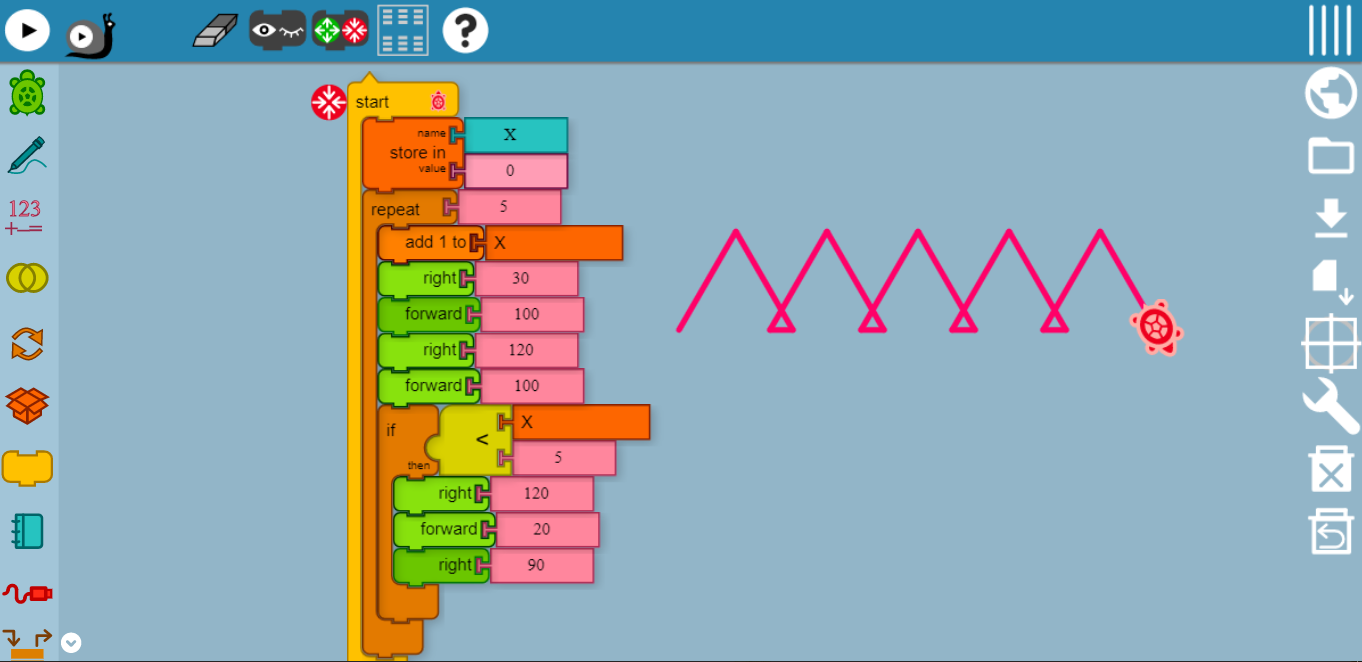 ?
123
+-=
start
name X
store in
value 0
repeat 5
add 1 to X
right 30
forward 100
right 120
forward 100
if < X
then 5
right 120
forward 20
right 90